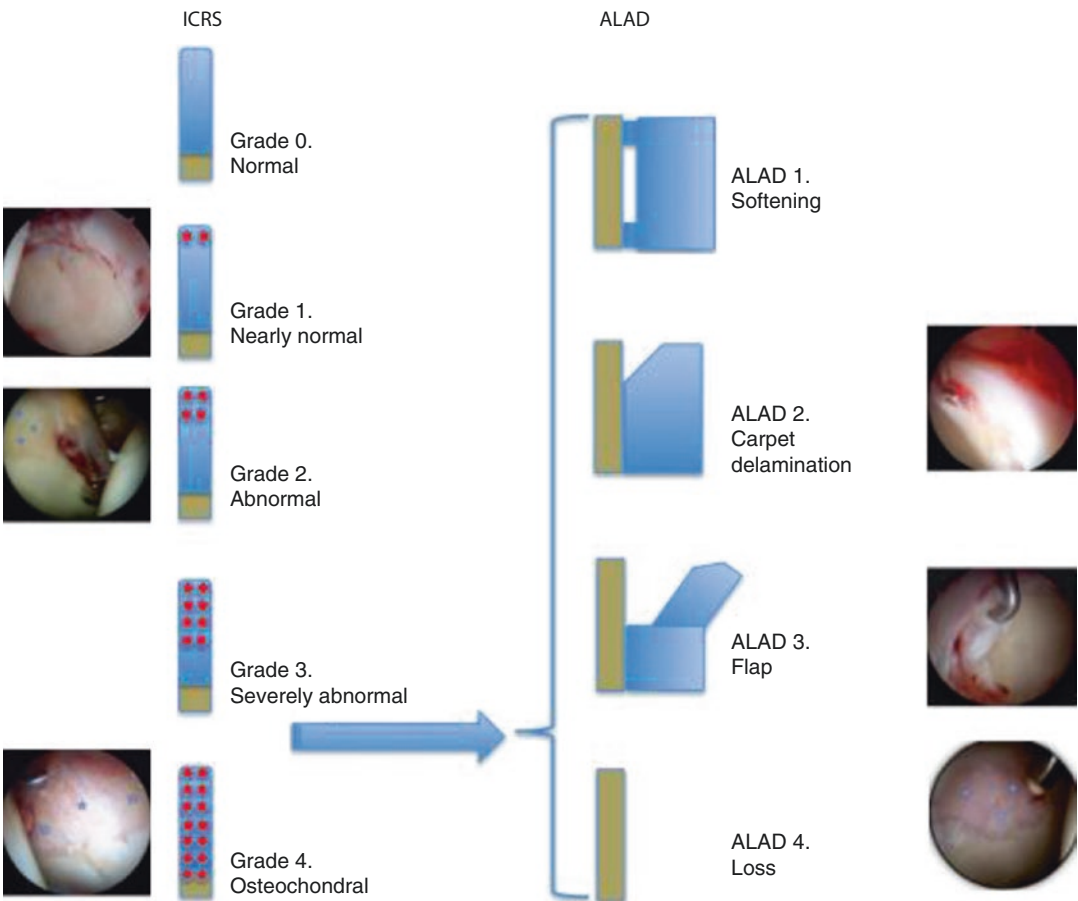 ICRS
ALAD
Grade 0.
Normal
Grade 1.
Nearly normal
Grade 2.
Abnormal
Grade 3.
Severely abnormal
Grade 4.
Osteochondral
ALAD 1.
Softening
ALAD 2.
Carpet
delamination
ALAD 3.
Flap
ALAD 4.
Loss